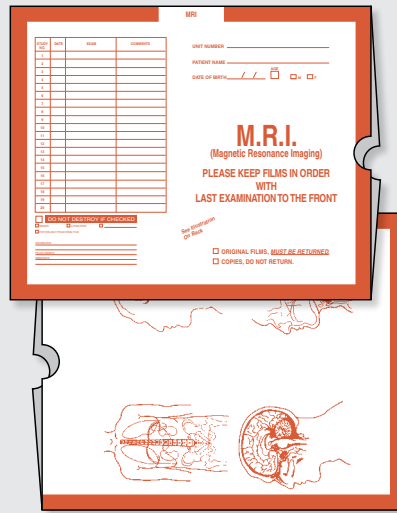 MRI
STUDY NO. DATE EXAM COMMENTS
1
2
3
4
5
6
7
8
9
10
11
12
13
14
15
16
17
18
19
20
DO NOT DESTROY IF CHECKED
UNIT NUMBER
PATIENT NAME
DATE OF BIRTH / / AGE M F
M.R.I.
(Magnetic Resonance Imaging)
PLEASE KEEP FILMS IN ORDER
WITH
LAST EXAMINATION TO THE FRONT
See Illustration
On Back
ORIGINAL FILMS, MUST BE RETURNED
COPIES, DO NOT RETURN.